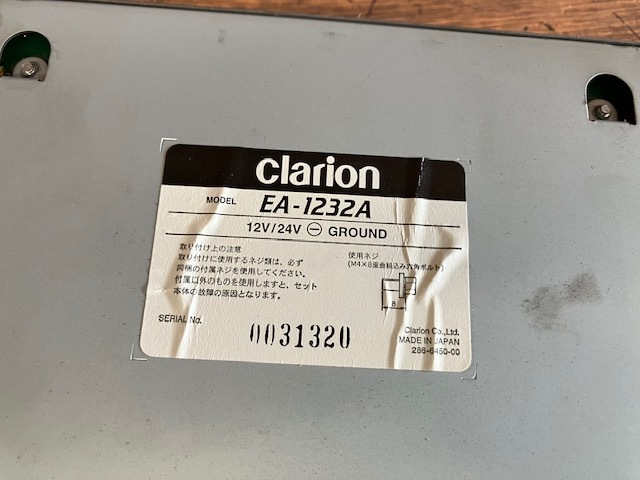 clarion
MODEL EA-1232A
12V/24V ⊖ GROUND
取り付け上の注意
取り付けに使用するネジ類は、必ず
同梱の付属ネジを使用してください。
付属以外のものを使用しますと、セット
本体の故障の原因となります。
使用ネジ
(M4×8座金組込み六角ボルト)
8
SERIAL No. 0031320
Clarion Co., Ltd.
MADE IN JAPAN
286-6450-00